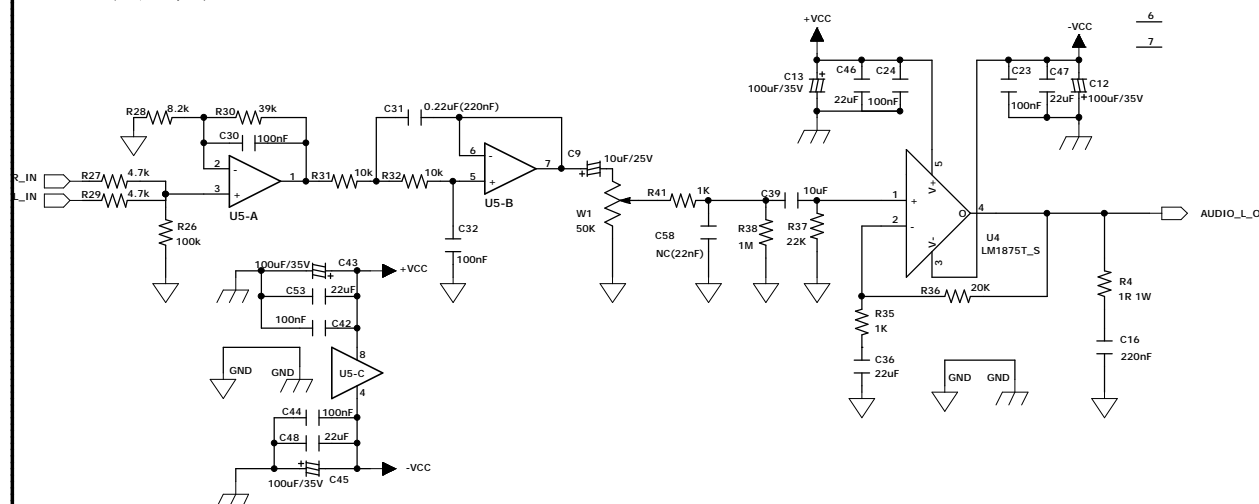 +VCC
-VCC
6
7
C13
100uF/35V
C46
C24
22uF
100nF
C23
C47
C12
100nF
22uF
100uF/35V
R28
8.2k
R30
39k
C30
100nF
C31
0.22uF(220nF)
R_IN
R27
4.7k
L_IN
R29
4.7k
2
-
3
+
1
U5-A
R26
100k
R31
10k
R32
10k
6
-
5
+
7
U5-B
C9
10uF/25V
+
C32
100nF
W1
50K
R41
1K
C58
NC(22nF)
C39
10uF
R38
1M
R37
22K
1
+
2
-
5
V+
O
4
V-
3
U4
LM1875T_S
AUDIO_L_O
R36
20K
R35
1K
C36
22uF
R4
1R 1W
C16
220nF
100uF/35V
C43
+
+VCC
C53
22uF
100nF
C42
8
U5-C
4
GND
GND
GND
GND
C44
100nF
C48
22uF
+
100uF/35V
C45
-VCC